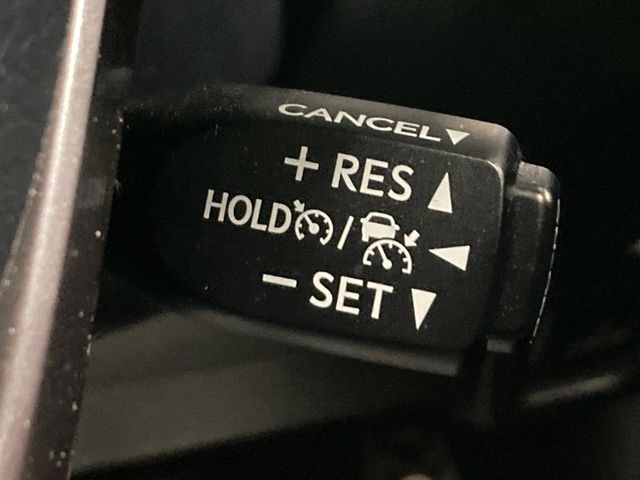 CANCEL
+ RES
HOLD /
- SET